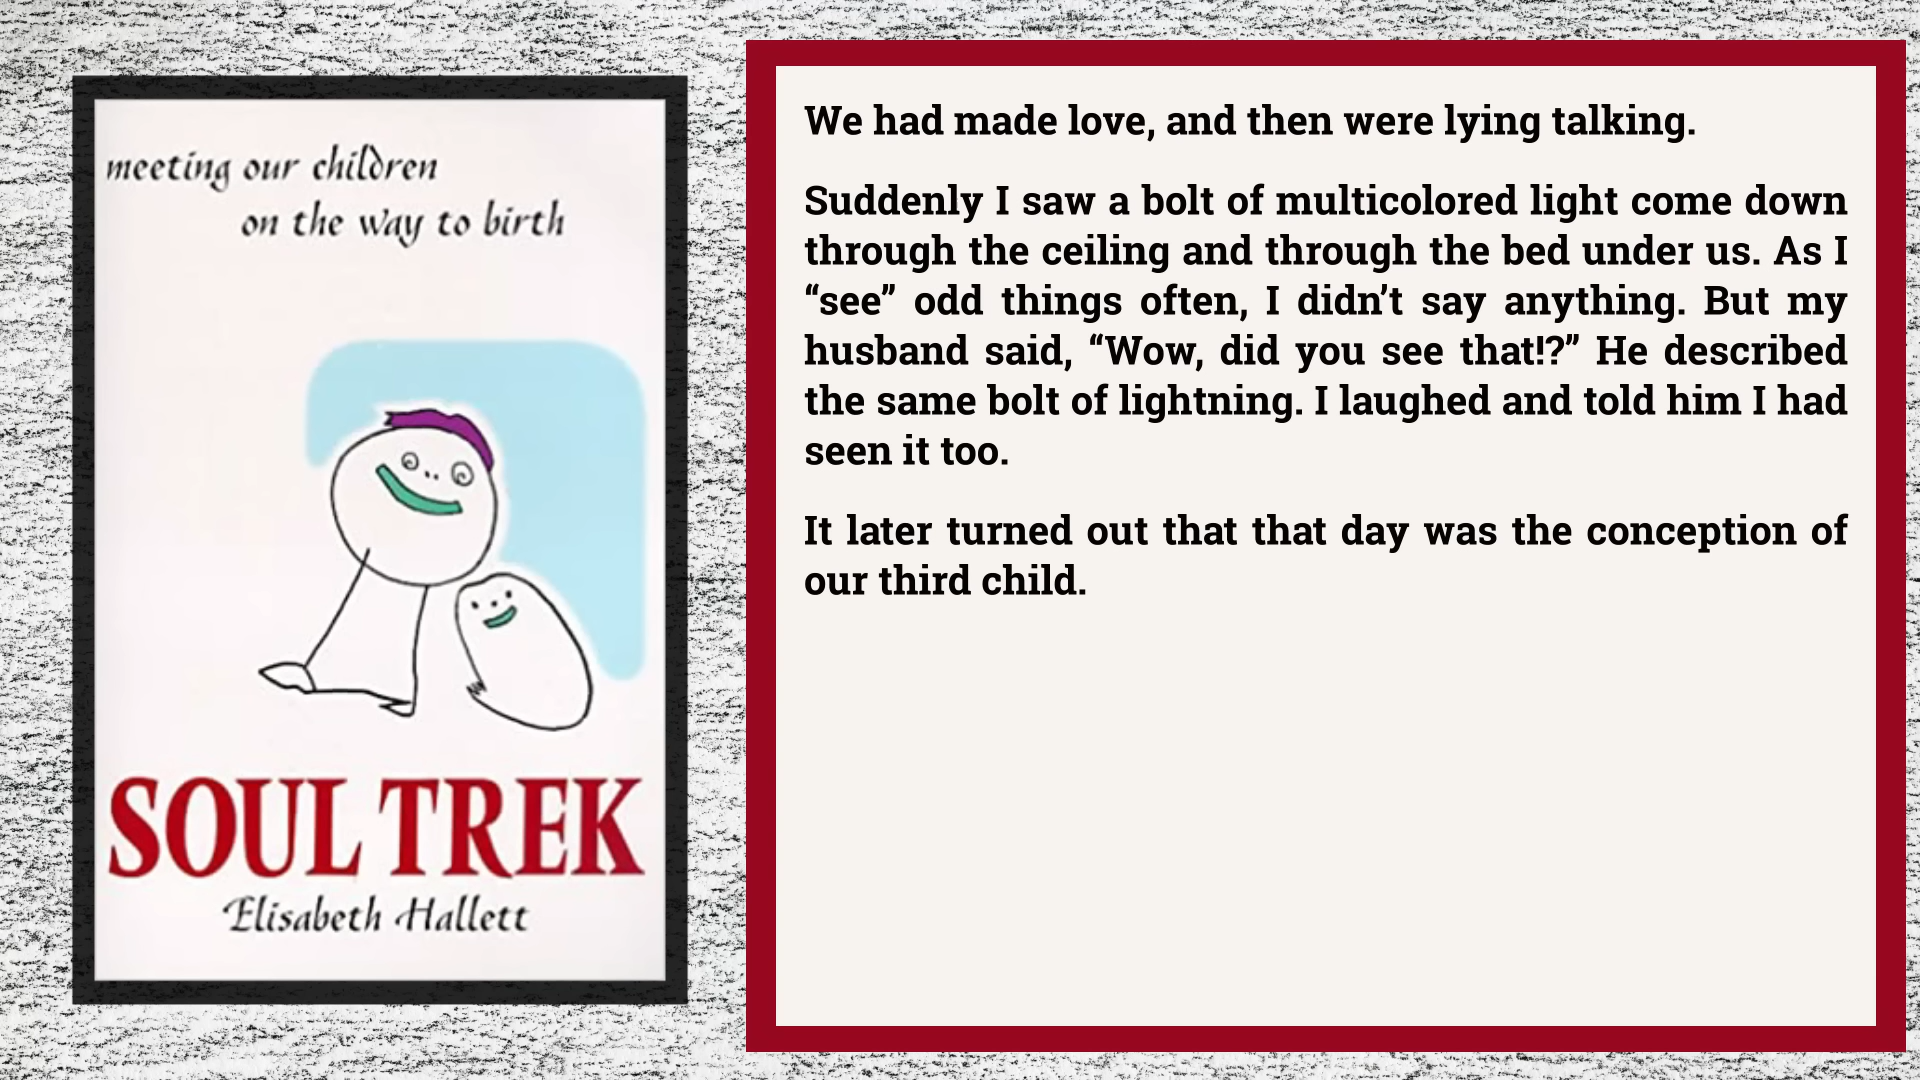 meeting our children
on the way to birth
SOUL TREK
Elisabeth Hallett
We had made love, and then were lying talking.
Suddenly I saw a bolt of multicolored light come down
through the ceiling and through the bed under us. As I
“see” odd things often, I didn’t say anything. But my
husband said, “Wow, did you see that!?” He described
the same bolt of lightning. I laughed and told him I had
seen it too.
It later turned out that that day was the conception of
our third child.